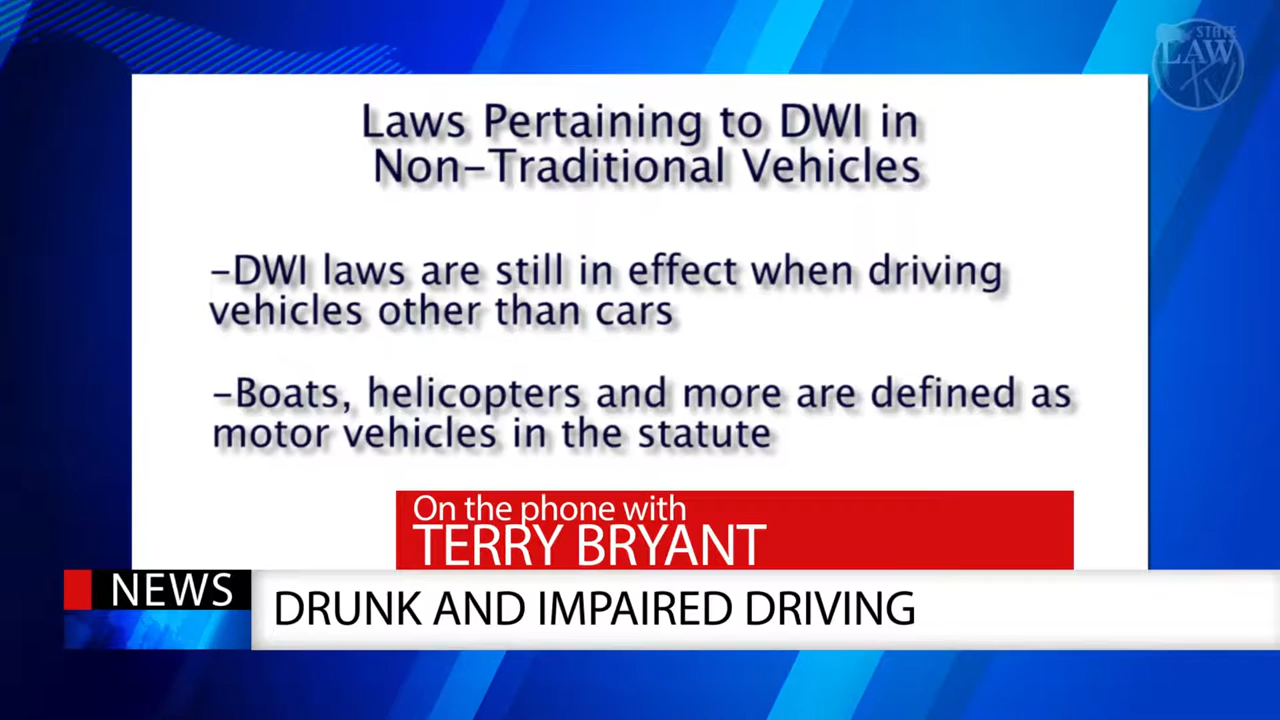 STATE
LAW
TV
Laws Pertaining to DWI in
Non-Traditional Vehicles
-DWI laws are still in effect when driving
vehicles other than cars
-Boats, helicopters and more are defined as
motor vehicles in the statute
On the phone with
TERRY BRYANT
NEWS
DRUNK AND IMPAIRED DRIVING